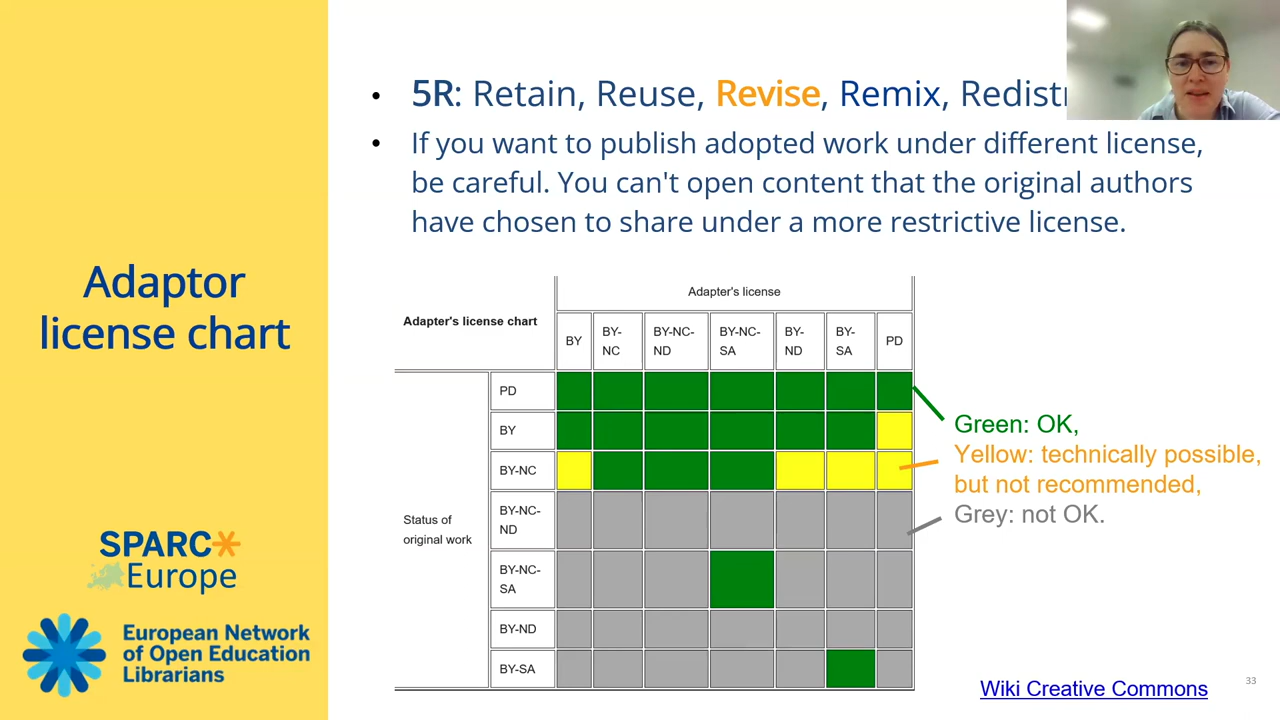 5R: Retain, Reuse, Revise, Remix,
If you want to publish adopted work under different license,
be careful. You can't open content that the original authors
have chosen to share under a more restrictive license.
Adaptor
license chart
Adapter's license chart
Adapter's license
BY
BY-
NC
BY-NC-
ND
BY-NC-
SA
BY-
ND
BY-
SA
PD
Status of
original work
PD
BY
BY-NC
BY-NC-
ND
BY-NC-
SA
BY-ND
BY-SA
Green: OK,
Yellow: technically possible,
but not recommended,
Grey: not OK.
SPARC
Europe
European Network
of Open Education
Librarians
Wiki Creative Commons
33